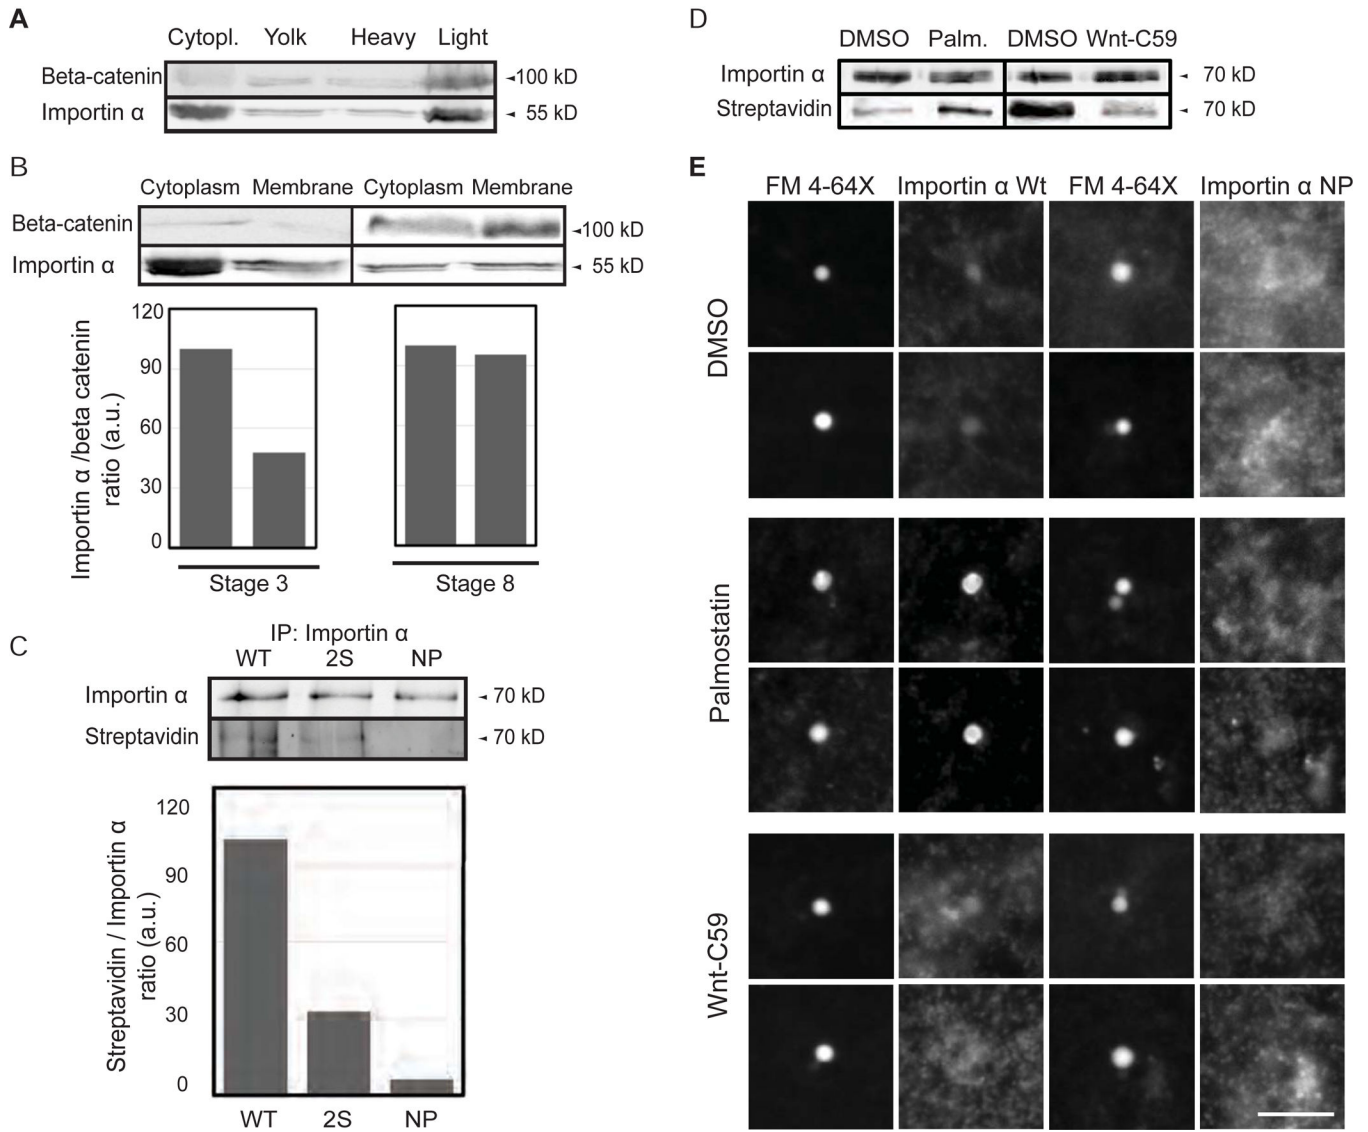 A
Cytopl. Yolk Heavy Light
Beta-catenin 100 kD
Importin α 55 kD
B
Cytoplasm Membrane Cytoplasm Membrane
Beta-catenin 100 kD
Importin α 55 kD
Importin α /beta catenin
ratio (a.u.)
120
90
60
30
0
Stage 3 Stage 8
C
IP: Importin α
WT 2S NP
Importin α 70 kD
Streptavidin 70 kD
Streptavidin / Importin α
ratio (a.u.)
120
90
60
30
0
WT 2S NP
D
DMSO Palm. DMSO Wnt-C59
Importin α 70 kD
Streptavidin 70 kD
E
FM 4-64X Importin α Wt FM 4-64X Importin α NP
DMSO
Palmostatin
Wnt-C59